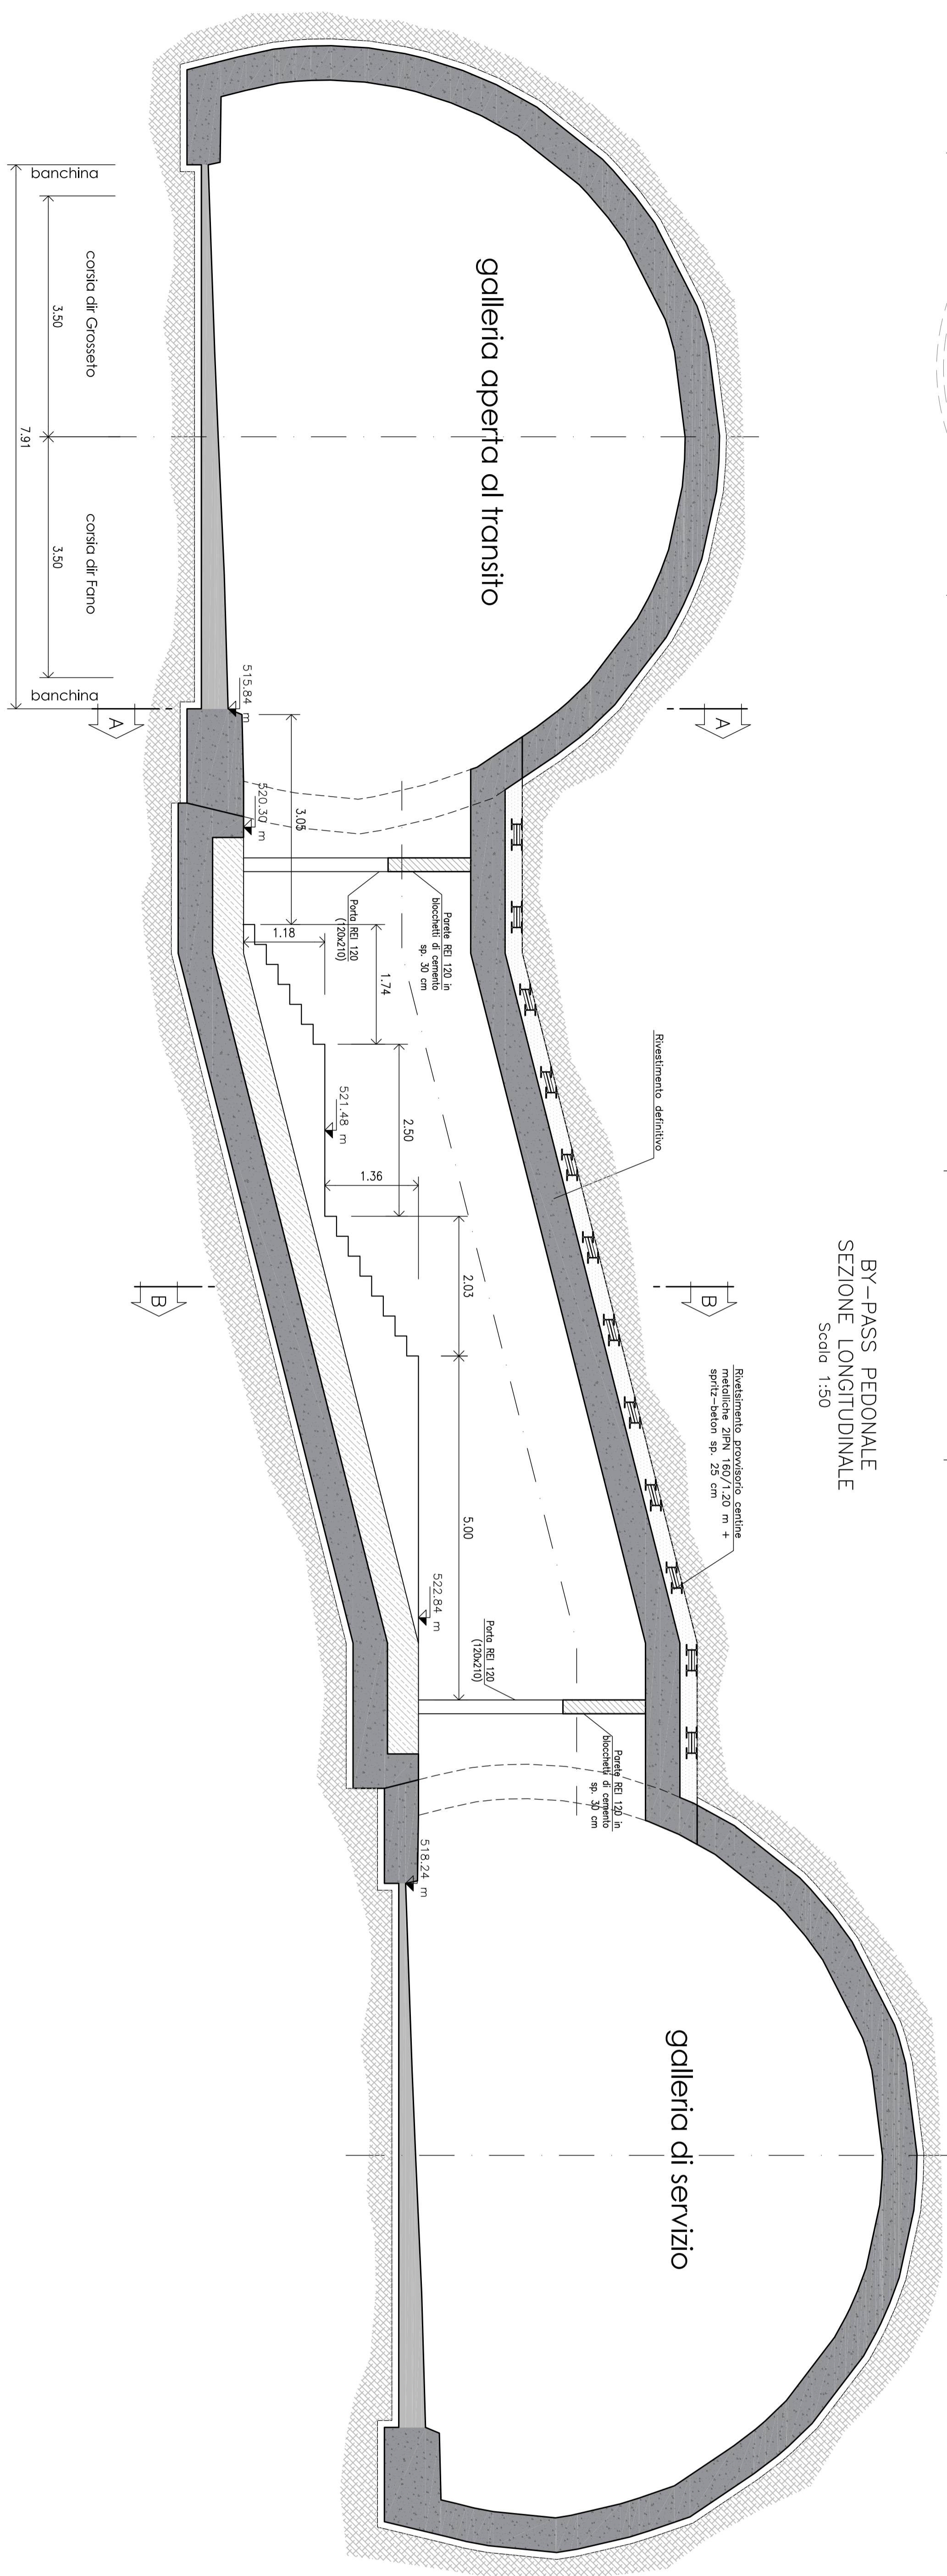 BY-PASS PEDONALE
SEZIONE LONGITUDINALE
Scala 1:50
galleria aperta al transito
galleria di servizio
Rivestimento definitivo
Rivetsimento provvisorio centine
metalliche 2IPN 160/1.20 m +
spritz-beton sp. 25 cm
A
B
Parete REI 120 in
blocchetti di cemento
sp. 30 cm
Porta REI 120
(120x210)
Parete REI 120 in
blocchetti di cemento
sp. 30 cm
Porta REI 120
(120x210)
515.84 m
520.30 m
521.48 m
522.84 m
518.24 m
3.05
1.74
1.18
2.50
1.36
2.03
5.00
A
B
banchina
corsia dir Grosseto
corsia dir Fano
banchina
3.50
3.50
7.91